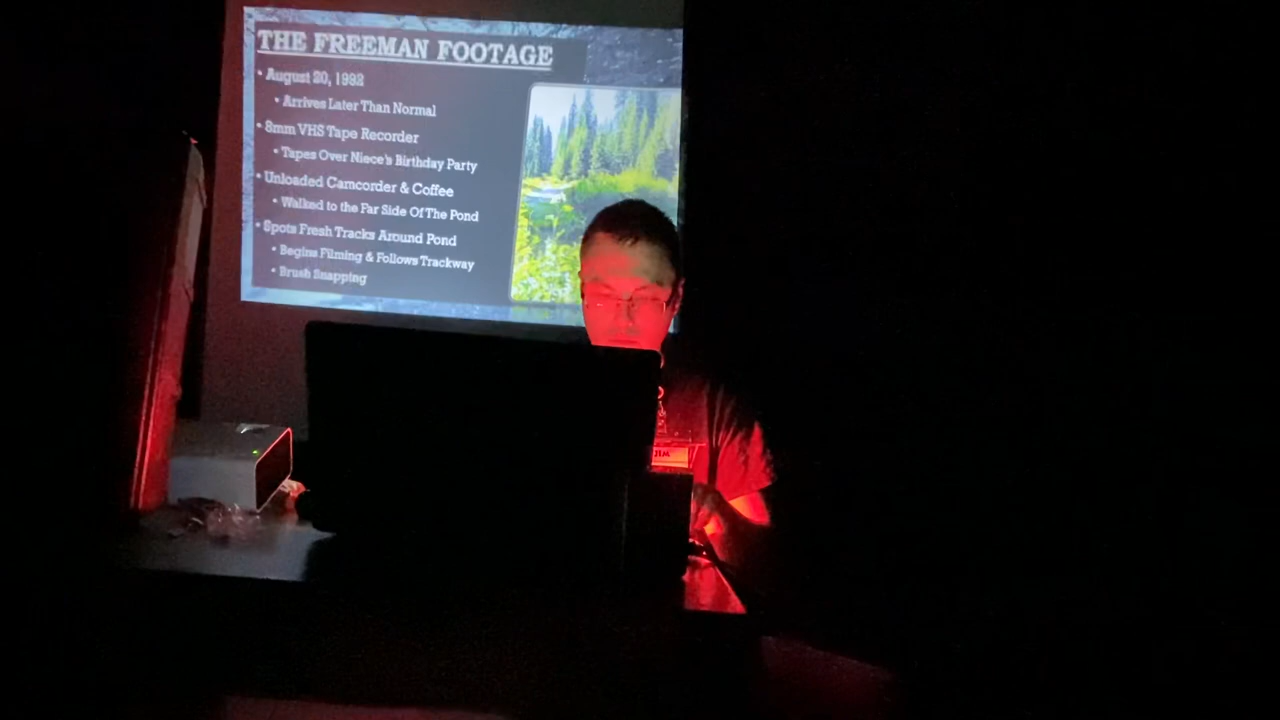 THE FREEMAN FOOTAGE
• August 20, 1992
• Arrives Later Than Normal
• 8mm VHS Tape Recorder
• Tapes Over Niece's Birthday Party
• Unloaded Camcorder & Coffee
• Walked to the Far Side Of The Pond
• Spots Fresh Tracks Around Pond
• Begins Filming & Follows Trackway
• Brush Snapping
JIM